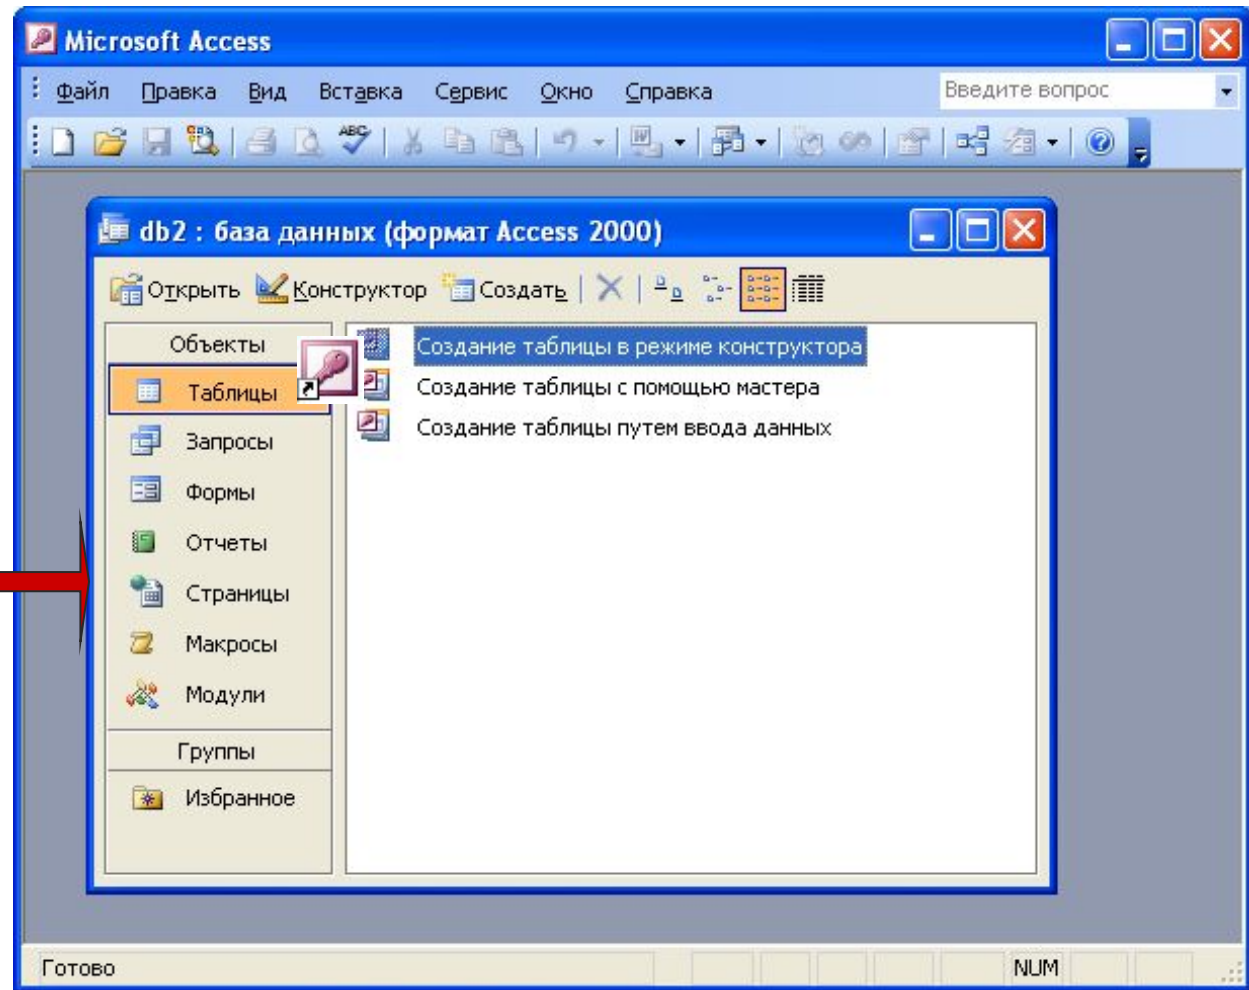 Microsoft Access
Файл Правка Вид Вставка Сервис Окно Справка Введите вопрос
ABC
db2 : база данных (формат Access 2000)
Открыть Конструктор Создать
Объекты
Таблицы
Запросы
Формы
Отчеты
Страницы
Макросы
Модули
Группы
Избранное
Создание таблицы в режиме конструктора
Создание таблицы с помощью мастера
Создание таблицы путем ввода данных
Готово NUM